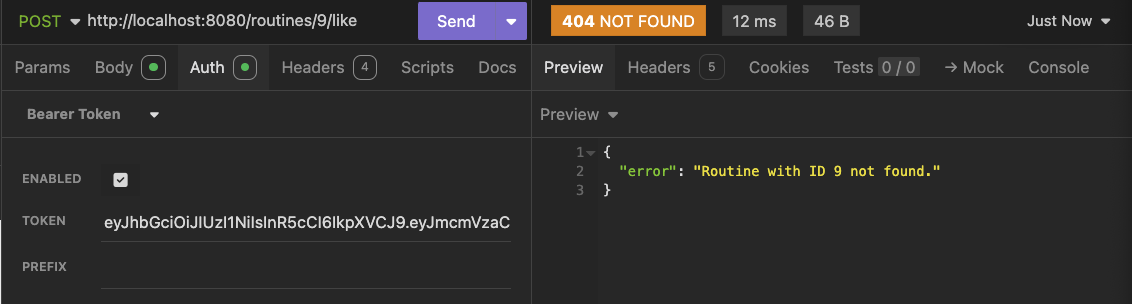 POST http://localhost:8080/routines/9/like Send 404 NOT FOUND 12 ms 46 B Just Now
Params Body Auth Headers 4 Scripts Docs Preview Headers 5 Cookies Tests 0 / 0 → Mock Console
Bearer Token Preview
1 {
ENABLED 2 "error": "Routine with ID 9 not found."
3 }
TOKEN eyJhbGciOiJIUzI1NiIsInR5cCI6IkpXVCJ9.eyJmcmVzaC
PREFIX